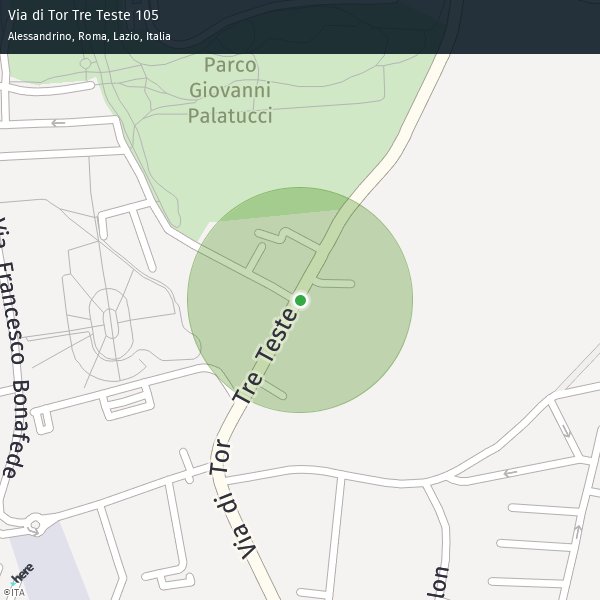 Via di Tor Tre Teste 105
Alessandrino, Roma, Lazio, Italia
Parco
Giovanni
Palatucci
Via Francesco Bonafede
Via di Tor Tre Teste
here
©ITA